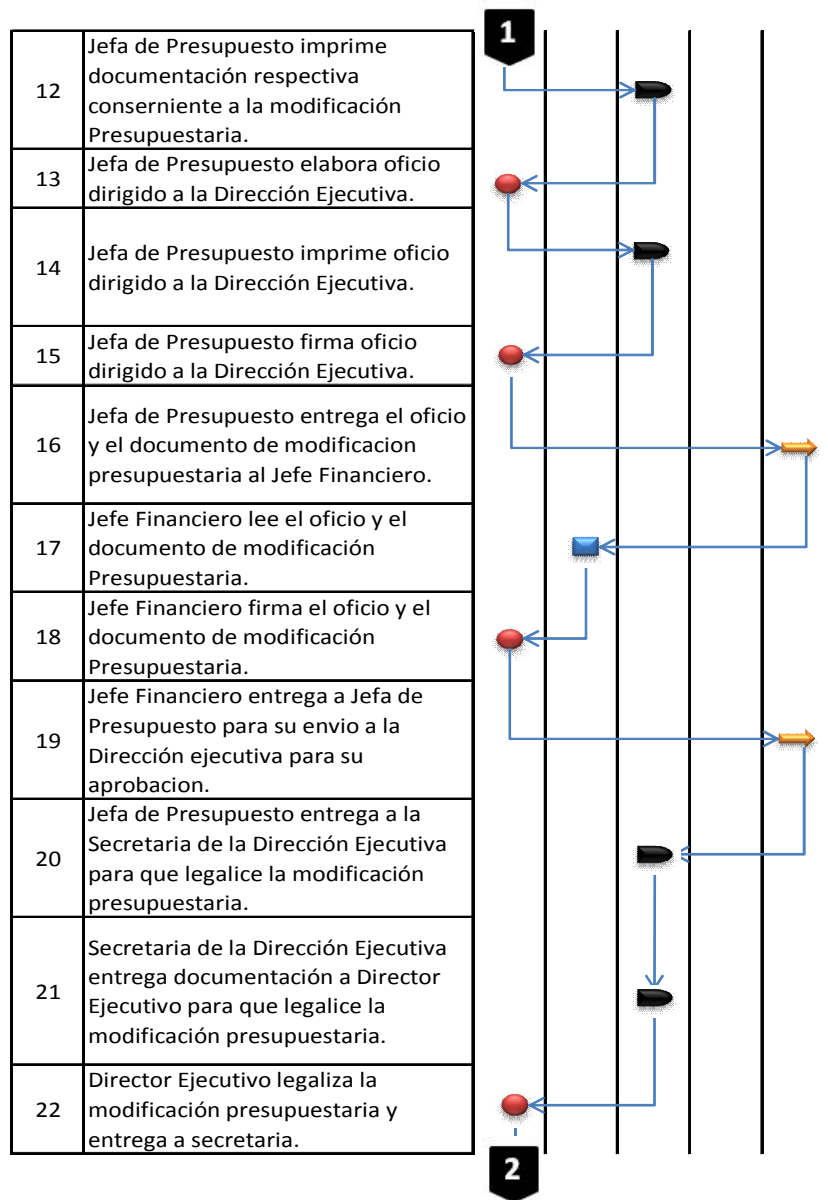 1
12
Jefa de Presupuesto imprime
documentación respectiva
conserniente a la modificación
Presupuestaria.
13
Jefa de Presupuesto elabora oficio
dirigido a la Dirección Ejecutiva.
14
Jefa de Presupuesto imprime oficio
dirigido a la Dirección Ejecutiva.
15
Jefa de Presupuesto firma oficio
dirigido a la Dirección Ejecutiva.
16
Jefa de Presupuesto entrega el oficio
y el documento de modificacion
presupuestaria al Jefe Financiero.
17
Jefe Financiero lee el oficio y el
documento de modificación
Presupuestaria.
18
Jefe Financiero firma el oficio y el
documento de modificación
Presupuestaria.
19
Jefe Financiero entrega a Jefa de
Presupuesto para su envio a la
Dirección ejecutiva para su
aprobacion.
20
Jefa de Presupuesto entrega a la
Secretaria de la Dirección Ejecutiva
para que legalice la modificación
presupuestaria.
21
Secretaria de la Dirección Ejecutiva
entrega documentación a Director
Ejecutivo para que legalice la
modificación presupuestaria.
22
Director Ejecutivo legaliza la
modificación presupuestaria y
entrega a secretaria.
2